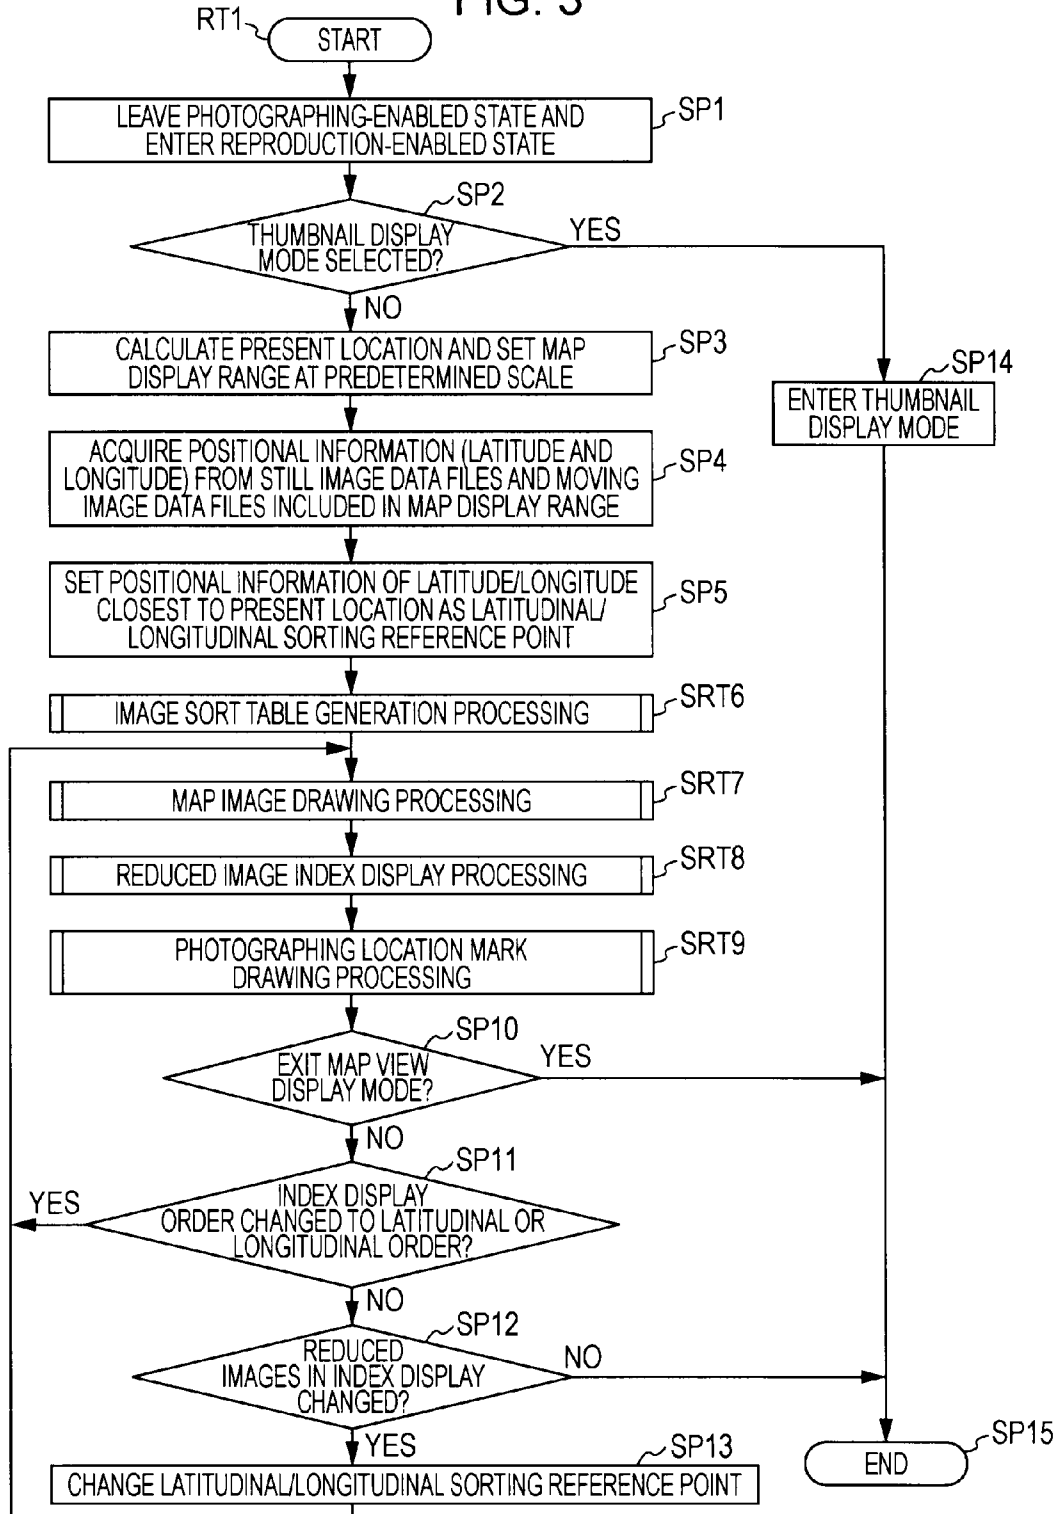 FIG. 3
RT1
START
LEAVE PHOTOGRAPHING-ENABLED STATE AND
ENTER REPRODUCTION-ENABLED STATE
SP1
SP2
THUMBNAIL DISPLAY
MODE SELECTED?
YES
NO
CALCULATE PRESENT LOCATION AND SET MAP
DISPLAY RANGE AT PREDETERMINED SCALE
SP3
SP14
ENTER THUMBNAIL
DISPLAY MODE
ACQUIRE POSITIONAL INFORMATION (LATITUDE AND
LONGITUDE) FROM STILL IMAGE DATA FILES AND MOVING
IMAGE DATA FILES INCLUDED IN MAP DISPLAY RANGE
SP4
SET POSITIONAL INFORMATION OF LATITUDE/LONGITUDE
CLOSEST TO PRESENT LOCATION AS LATITUDINAL/
LONGITUDINAL SORTING REFERENCE POINT
SP5
IMAGE SORT TABLE GENERATION PROCESSING
SRT6
MAP IMAGE DRAWING PROCESSING
SRT7
REDUCED IMAGE INDEX DISPLAY PROCESSING
SRT8
PHOTOGRAPHING LOCATION MARK
DRAWING PROCESSING
SRT9
SP10
EXIT MAP VIEW
DISPLAY MODE?
YES
NO
SP11
INDEX DISPLAY
ORDER CHANGED TO LATITUDINAL OR
LONGITUDINAL ORDER?
YES
NO
SP12
REDUCED
IMAGES IN INDEX DISPLAY
CHANGED?
NO
YES
SP13
CHANGE LATITUDINAL/LONGITUDINAL SORTING REFERENCE POINT
SP15
END